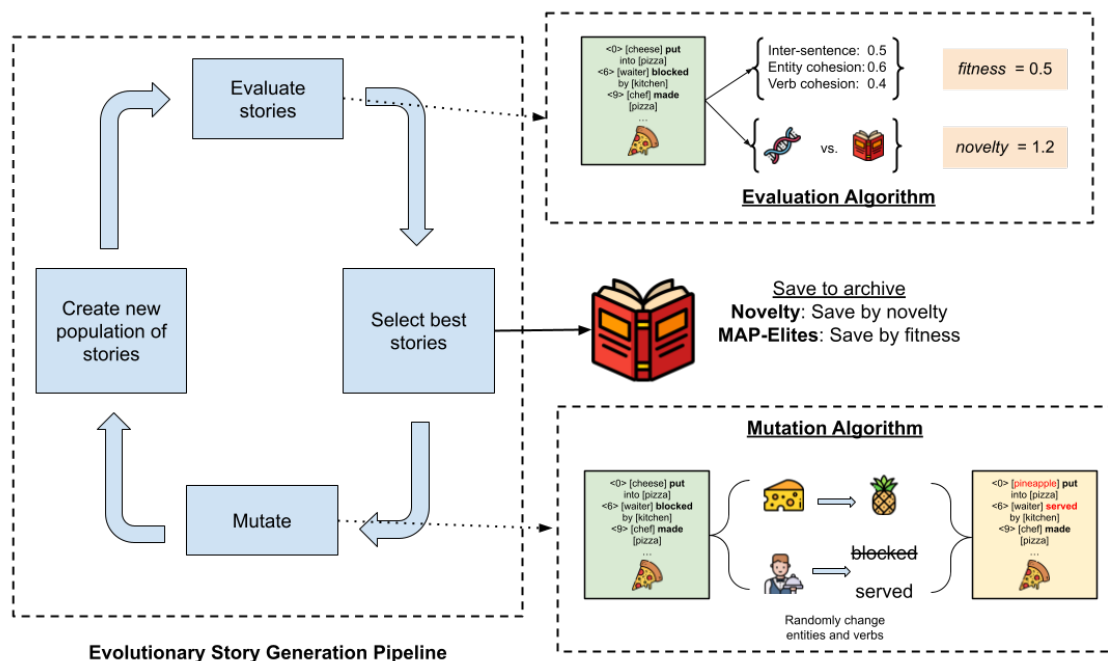 Evaluate
stories
Create new
population of
stories
Select best
stories
Mutate
Evolutionary Story Generation Pipeline
<0> [cheese] put
into [pizza]
<6> [waiter] blocked
by [kitchen]
<9> [chef] made
[pizza]
...
Inter-sentence: 0.5
Entity cohesion: 0.6
Verb cohesion: 0.4
fitness = 0.5
vs.
novelty = 1.2
Evaluation Algorithm
Save to archive
Novelty: Save by novelty
MAP-Elites: Save by fitness
Mutation Algorithm
<0> [cheese] put
into [pizza]
<6> [waiter] blocked
by [kitchen]
<9> [chef] made
[pizza]
...
blocked
served
Randomly change
entities and verbs
<0> [pineapple] put
into [pizza]
<6> [waiter] served
by [kitchen]
<9> [chef] made
[pizza]
...